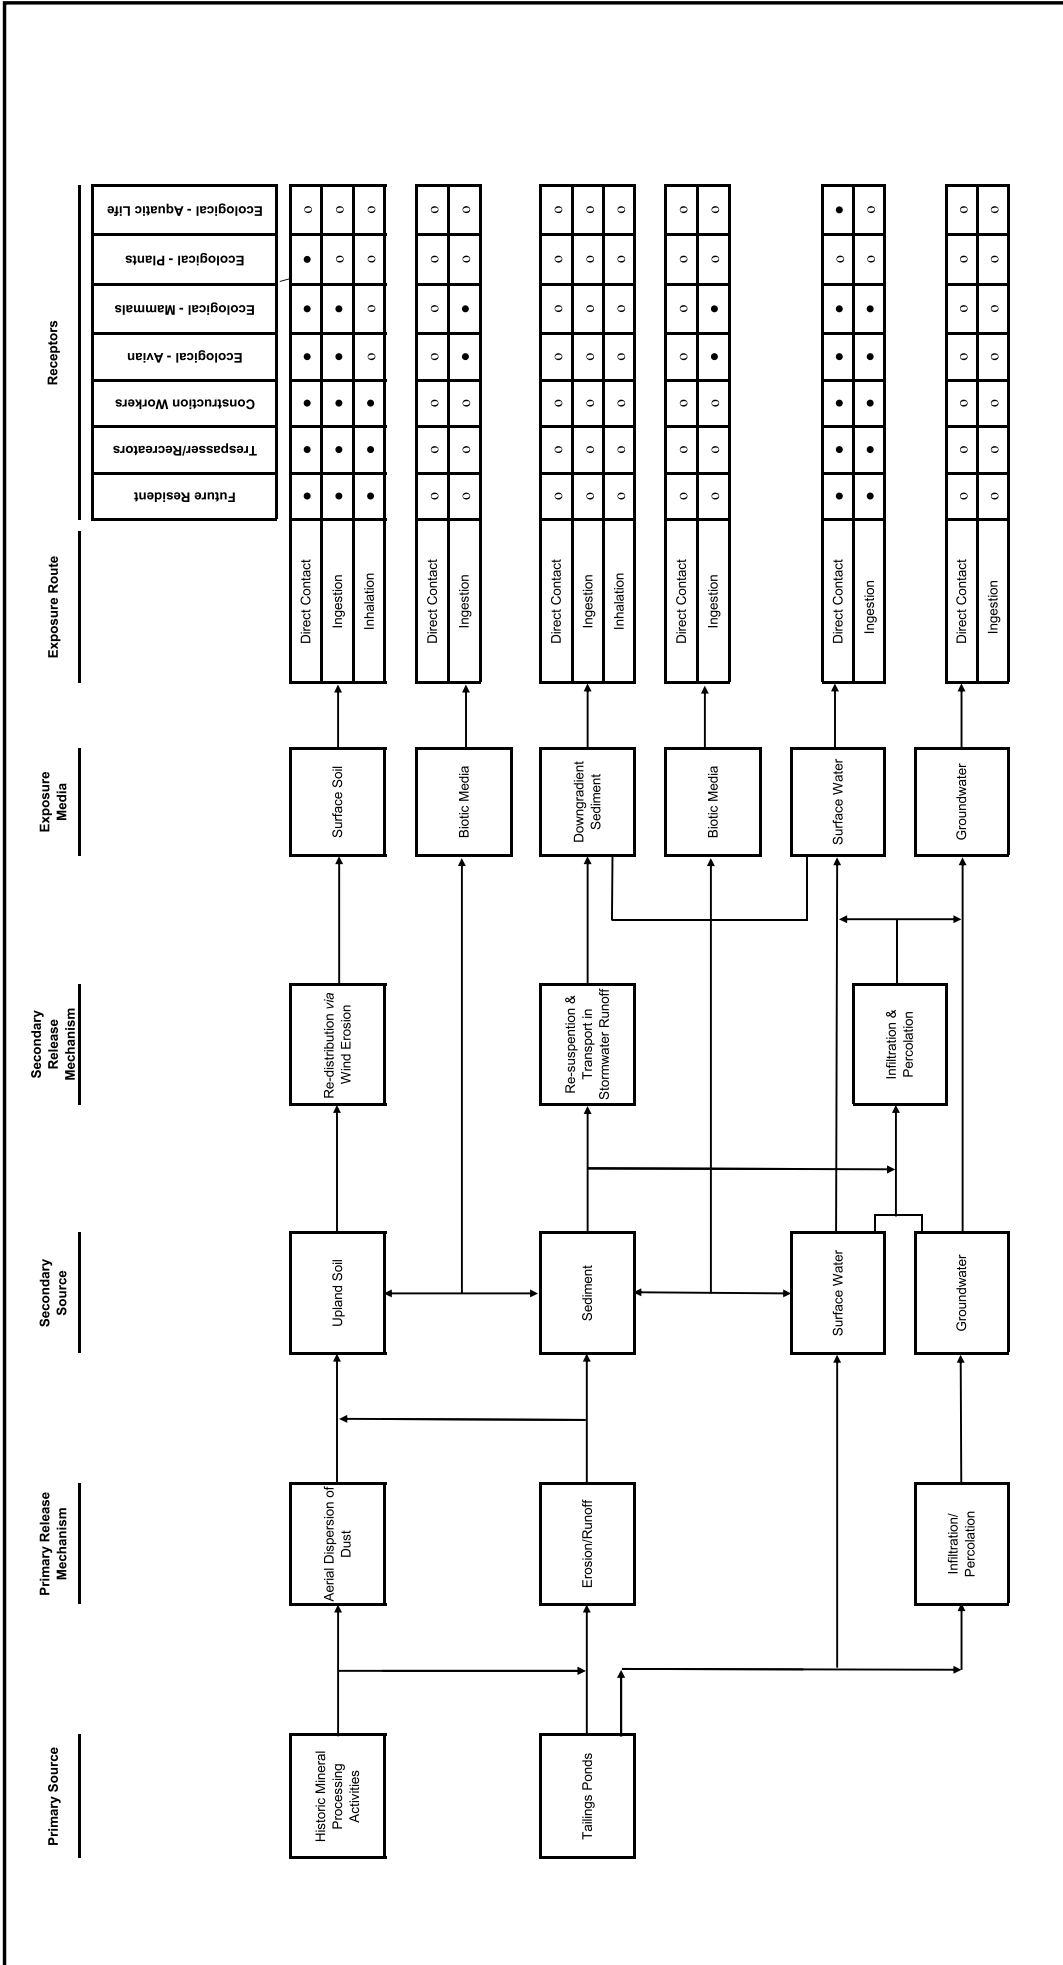 Primary Source
Primary Release
Mechanism
Secondary
Source
Secondary
Release
Mechanism
Exposure
Media
Exposure Route
Receptors
Future Resident
Trespasser/Recreators
Construction Workers
Ecological - Avian
Ecological - Mammals
Ecological - Plants
Ecological - Aquatic Life
Historic Mineral
Processing
Activities
Aerial Dispersion of
Dust
Upland Soil
Re-distribution via
Wind Erosion
Surface Soil
Direct Contact ● ● ● ● ● ● o
Ingestion ● ● ● ● ● o o
Inhalation ● ● ● o o o o
Biotic Media
Direct Contact o o o o o o o
Ingestion o o o ● ● o o
Tailings Ponds
Erosion/Runoff
Sediment
Re-suspention &
Transport in
Stormwater Runoff
Downgradient
Sediment
Direct Contact o o o o o o o
Ingestion o o o o o o o
Inhalation o o o o o o o
Biotic Media
Direct Contact o o o o o o o
Ingestion o o o ● ● o o
Surface Water
Infiltration &
Percolation
Surface Water
Direct Contact ● ● ● ● ● o ●
Ingestion ● ● ● ● ● o o
Infiltration/
Percolation
Groundwater
Groundwater
Direct Contact o o o o o o o
Ingestion o o o o o o o